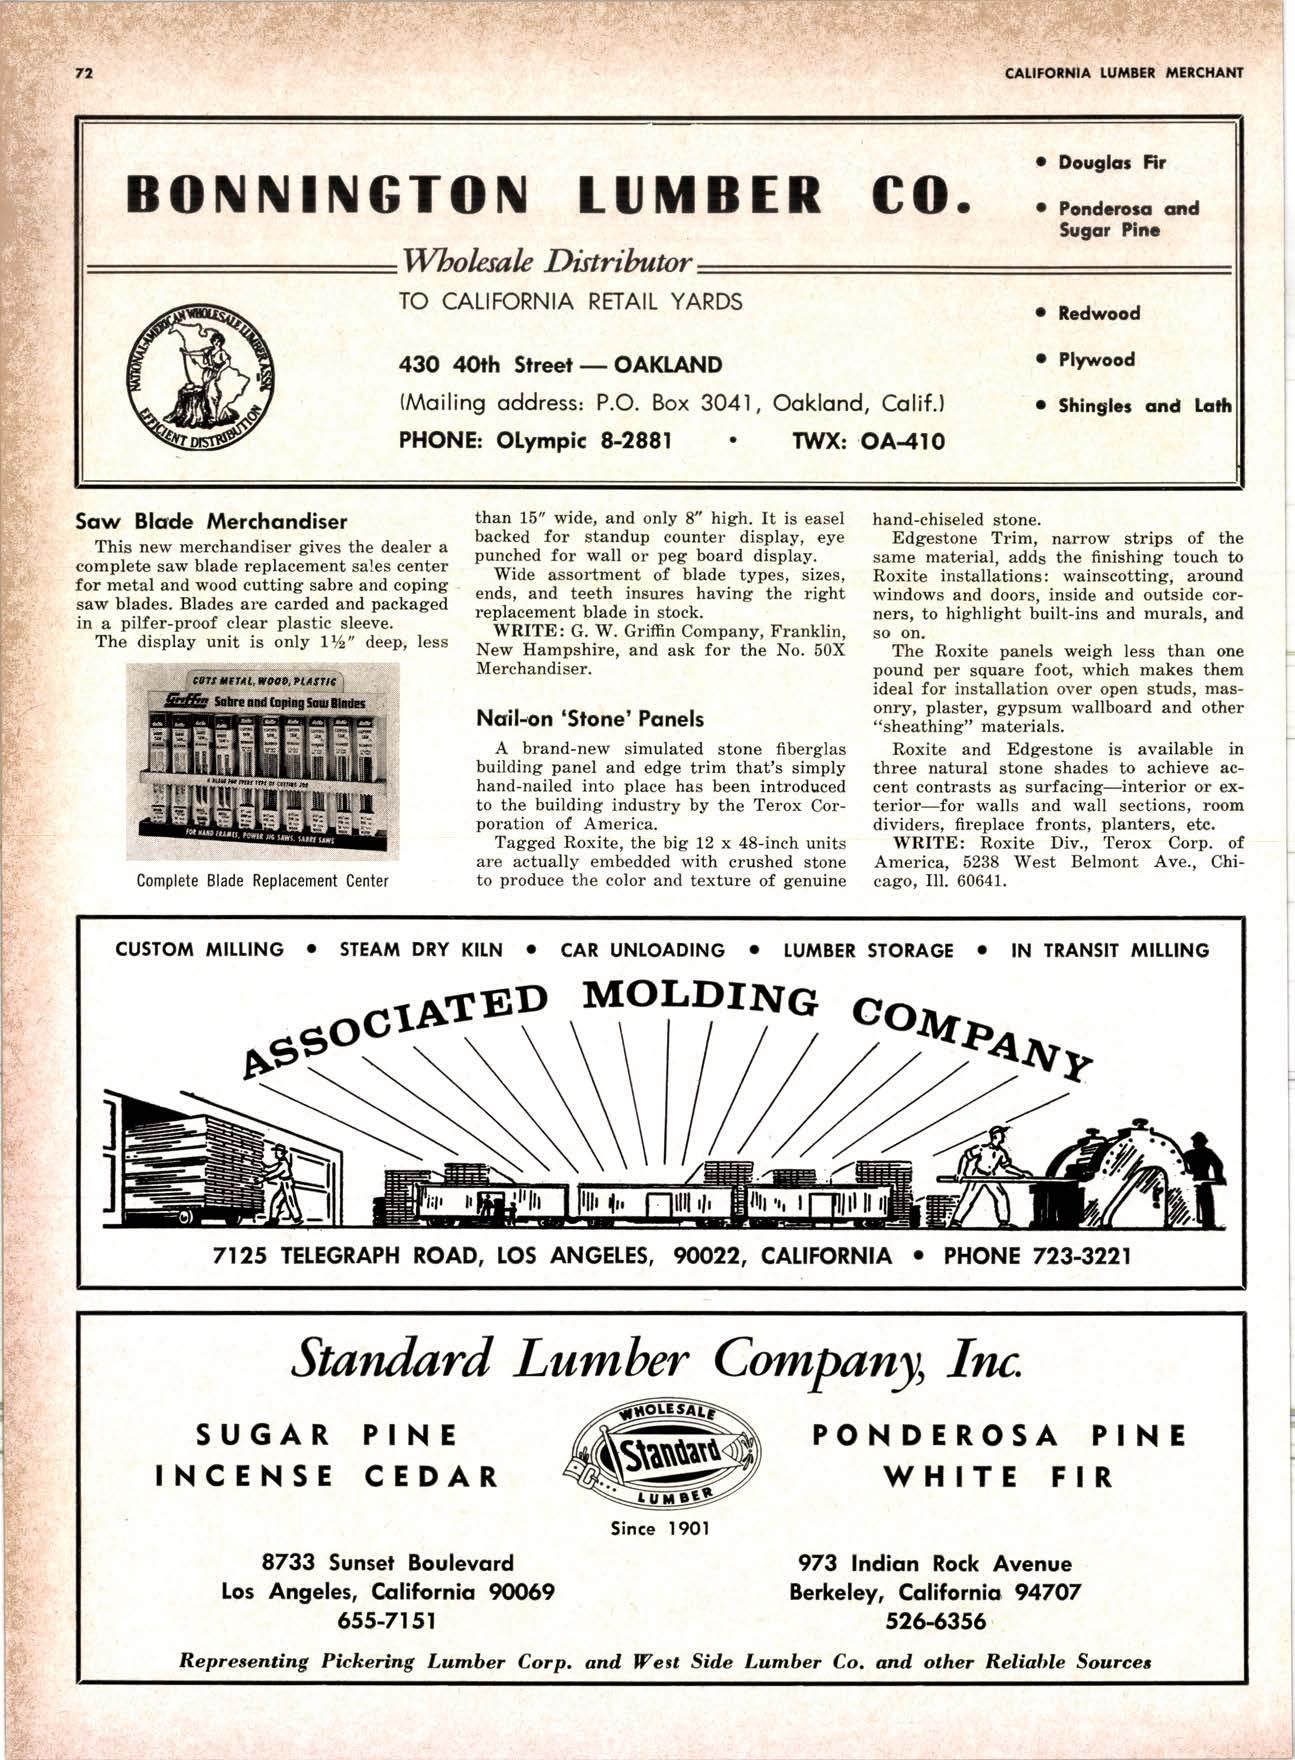 72
CALIFORNIA LUMBER MERCHANT
BONNINGTON LUMBER CO.
Wholesale Distributor
TO CALIFORNIA RETAIL YARDS
430 40th Street — OAKLAND
(Mailing address: P.O. Box 3041, Oakland, Calif.)
PHONE: OLympic 8-2881 • TWX: OA-410
NATIONAL-AMERICAN WHOLESALE LUMBER ASSN.
EFFICIENT DISTRIBUTION
• Douglas Fir
• Ponderosa and
Sugar Pine
• Redwood
• Plywood
• Shingles and Lath
Saw Blade Merchandiser
This new merchandiser gives the dealer a
complete saw blade replacement sales center
for metal and wood cutting sabre and coping
saw blades. Blades are carded and packaged
in a pilfer-proof clear plastic sleeve.
The display unit is only 1½" deep, less
CUTS METAL, WOOD, PLASTIC
Griffin Sabre and Coping Saw Blades
A BLADE FOR EVERY TYPE OF CUTTING JOB
FOR HAND FRAMES, POWER JIG SAWS, SABRE SAWS
Complete Blade Replacement Center
than 15" wide, and only 8" high. It is easel
backed for standup counter display, eye
punched for wall or peg board display.
Wide assortment of blade types, sizes,
ends, and teeth insures having the right
replacement blade in stock.
WRITE: G. W. Griffin Company, Franklin,
New Hampshire, and ask for the No. 50X
Merchandiser.
Nail-on 'Stone' Panels
A brand-new simulated stone fiberglas
building panel and edge trim that's simply
hand-nailed into place has been introduced
to the building industry by the Terox Cor-
poration of America.
Tagged Roxite, the big 12 x 48-inch units
are actually embedded with crushed stone
to produce the color and texture of genuine
hand-chiseled stone.
Edgestone Trim, narrow strips of the
same material, adds the finishing touch to
Roxite installations: wainscotting, around
windows and doors, inside and outside cor-
ners, to highlight built-ins and murals, and
so on.
The Roxite panels weigh less than one
pound per square foot, which makes them
ideal for installation over open studs, mas-
onry, plaster, gypsum wallboard and other
"sheathing" materials.
Roxite and Edgestone is available in
three natural stone shades to achieve ac-
cent contrasts as surfacing—interior or ex-
terior—for walls and wall sections, room
dividers, fireplace fronts, planters, etc.
WRITE: Roxite Div., Terox Corp. of
America, 5238 West Belmont Ave., Chi-
cago, Ill. 60641.
CUSTOM MILLING • STEAM DRY KILN • CAR UNLOADING • LUMBER STORAGE • IN TRANSIT MILLING
ASSOCIATED MOLDING COMPANY
7125 TELEGRAPH ROAD, LOS ANGELES, 90022, CALIFORNIA • PHONE 723-3221
Standard Lumber Company, Inc.
SUGAR PINE
INCENSE CEDAR
WHOLESALE
Standard
LUMBER
Since 1901
PONDEROSA PINE
WHITE FIR
8733 Sunset Boulevard
Los Angeles, California 90069
655-7151
973 Indian Rock Avenue
Berkeley, California 94707
526-6356
Representing Pickering Lumber Corp. and West Side Lumber Co. and other Reliable Sources